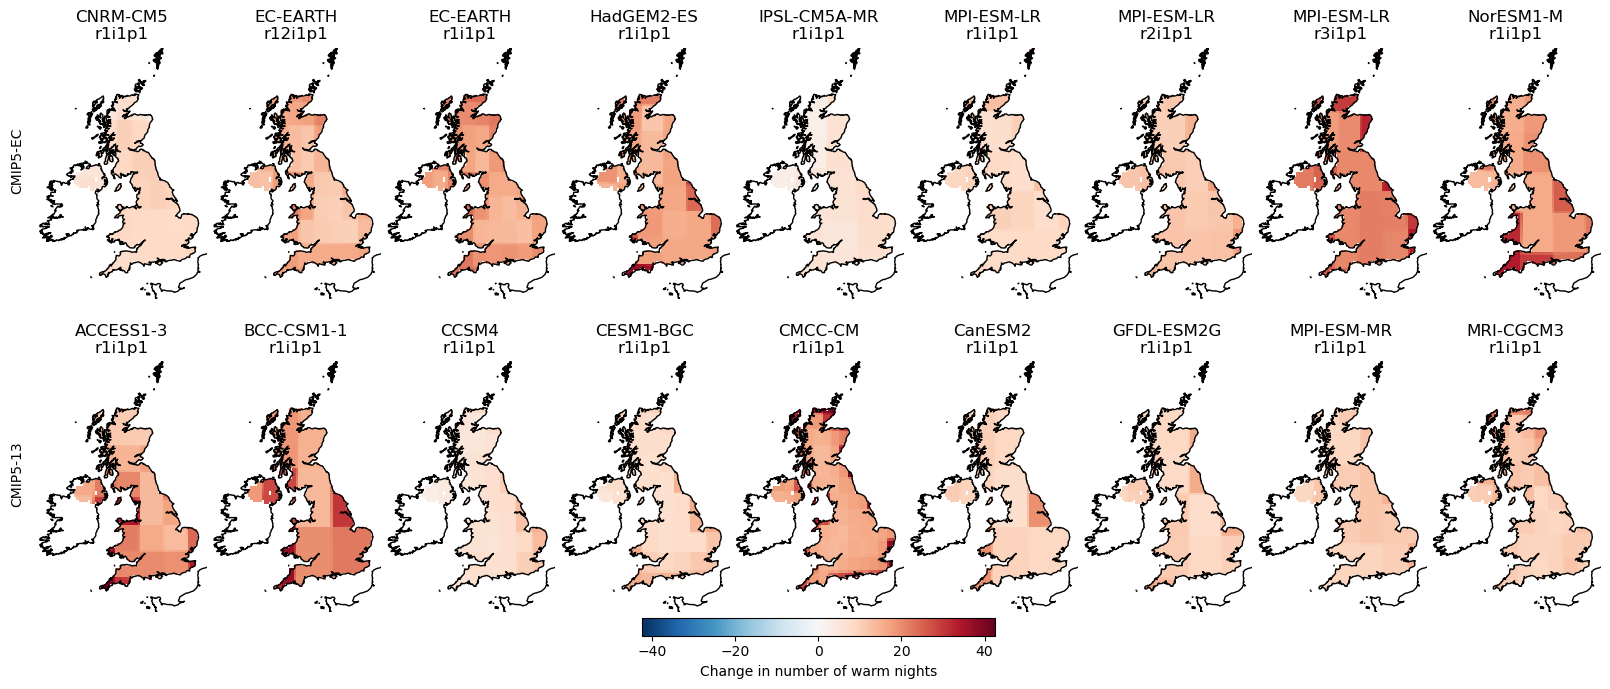 CNRM-CM5 EC-EARTH EC-EARTH HadGEM2-ES IPSL-CM5A-MR MPI-ESM-LR MPI-ESM-LR MPI-ESM-LR NorESM1-M
r1i1p1 r12i1p1 r1i1p1 r1i1p1 r1i1p1 r1i1p1 r2i1p1 r3i1p1 r1i1p1
CMIP5-EC
ACCESS1-3 BCC-CSM1-1 CCSM4 CESM1-BGC CMCC-CM CanESM2 GFDL-ESM2G MPI-ESM-MR MRI-CGCM3
r1i1p1 r1i1p1 r1i1p1 r1i1p1 r1i1p1 r1i1p1 r1i1p1 r1i1p1 r1i1p1
CMIP5-13
−40 −20 0 20 40
Change in number of warm nights